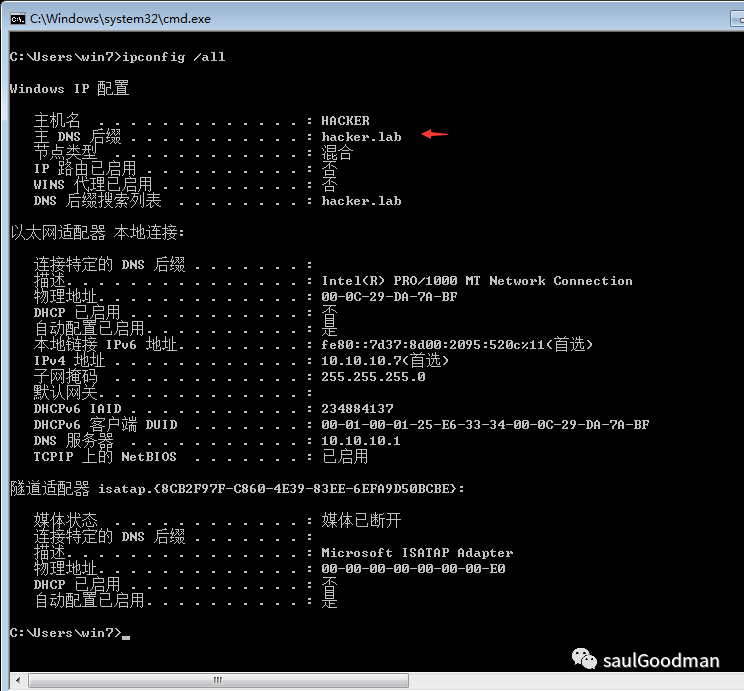 C:\Windows\system32\cmd.exe
C:\Users\win7>ipconfig /all
Windows IP 配置
主机名 . . . . . . . . . . . . . : HACKER
主 DNS 后缀 . . . . . . . . . . . : hacker.lab
节点类型 . . . . . . . . . . . . : 混合
IP 路由已启用 . . . . . . . . . . : 否
WINS 代理已启用 . . . . . . . . . : 否
DNS 后缀搜索列表 . . . . . . . . : hacker.lab
以太网适配器 本地连接:
连接特定的 DNS 后缀 . . . . . . . :
描述. . . . . . . . . . . . . . . : Intel(R) PRO/1000 MT Network Connection
物理地址. . . . . . . . . . . . . : 00-0C-29-DA-7A-BF
DHCP 已启用 . . . . . . . . . . . : 否
自动配置已启用. . . . . . . . . . : 是
本地链接 IPv6 地址. . . . . . . . : fe80::7d37:8d00:2095:520c%11(首选)
IPv4 地址 . . . . . . . . . . . . : 10.10.10.7(首选)
子网掩码 . . . . . . . . . . . . : 255.255.255.0
默认网关. . . . . . . . . . . . . :
DHCPv6 IAID . . . . . . . . . . . : 234884137
DHCPv6 客户端 DUID . . . . . . . : 00-01-00-01-25-E6-33-34-00-0C-29-DA-7A-BF
DNS 服务器 . . . . . . . . . . . : 10.10.10.1
TCPIP 上的 NetBIOS . . . . . . . : 已启用
隧道适配器 isatap.{8CB2F97F-C860-4E39-83EE-6EFA9D50BCBE}:
媒体状态 . . . . . . . . . . . . : 媒体已断开
连接特定的 DNS 后缀 . . . . . . . :
描述. . . . . . . . . . . . . . . : Microsoft ISATAP Adapter
物理地址. . . . . . . . . . . . . : 00-00-00-00-00-00-00-E0
DHCP 已启用 . . . . . . . . . . . : 否
自动配置已启用. . . . . . . . . . : 是
C:\Users\win7>_
saulGoodman